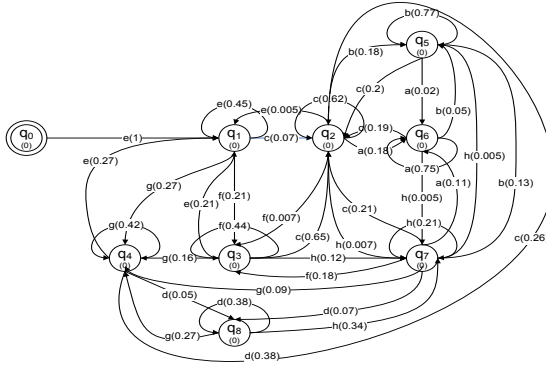 b(0.77)
q5
(0)
b(0.18)
c(0.2)
a(0.02)
e(0.45)
e(0.005)
c(0.62)
b(0.05)
q0
(0)
e(1)
q1
(0)
c(0.07)
q2
(0)
c(0.19)
a(0.18)
q6
(0)
h(0.005)
e(0.27)
a(0.75)
g(0.27)
a(0.11)
b(0.13)
f(0.21)
e(0.21)
h(0.005)
f(0.007)
c(0.21)
g(0.42)
f(0.44)
c(0.65)
h(0.21)
c(0.26)
h(0.007)
q4
(0)
g(0.16)
q3
(0)
h(0.12)
q7
(0)
f(0.18)
g(0.09)
d(0.05)
d(0.38)
d(0.07)
q8
(0)
h(0.34)
g(0.27)
d(0.38)